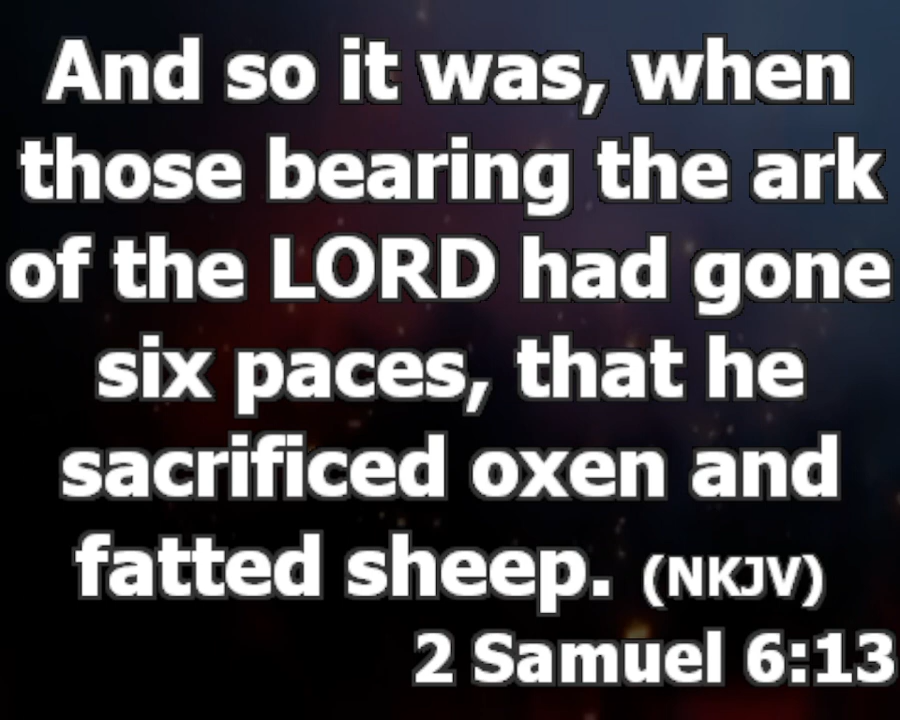 And so it was, when
those bearing the ark
of the LORD had gone
six paces, that he
sacrificed oxen and
fatted sheep. (NKJV)
2 Samuel 6:13